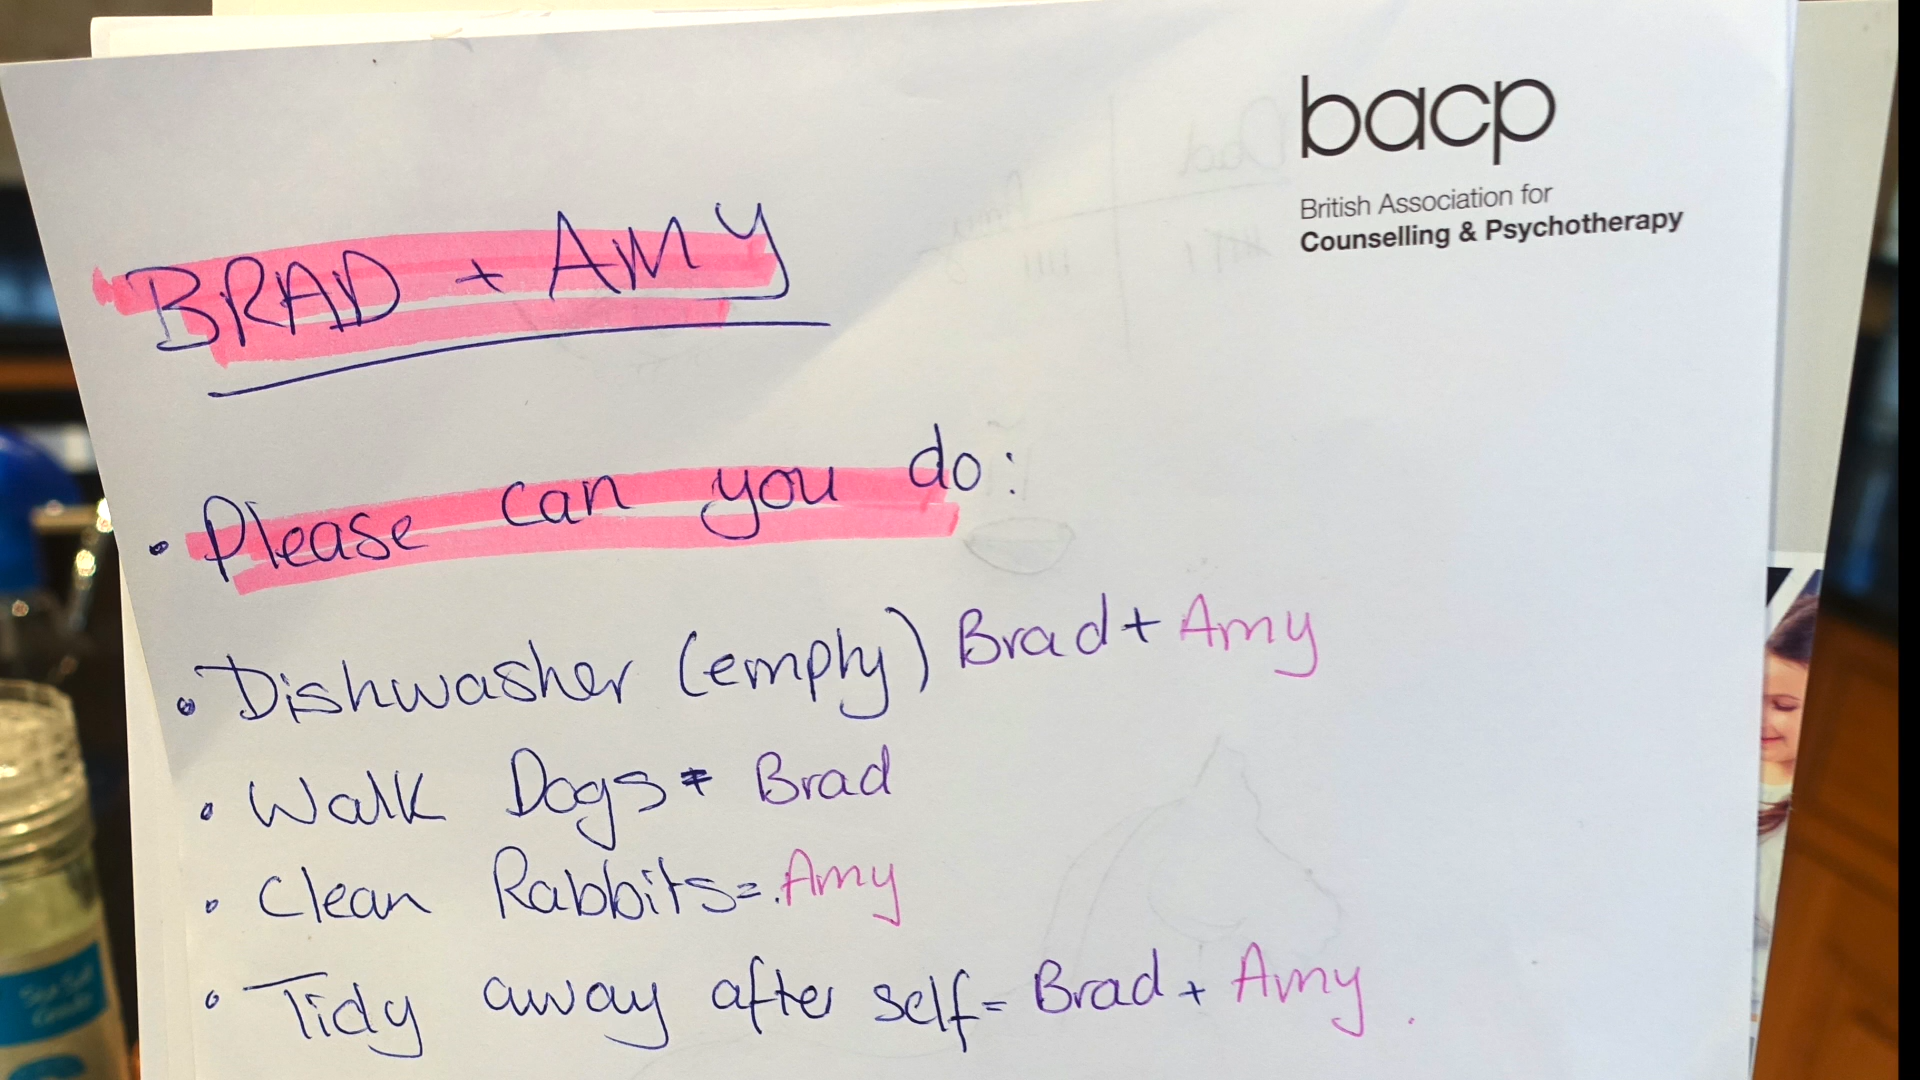 bacp
British Association for
Counselling & Psychotherapy
BRAD + AMY
• Please can you do:
• Dishwasher (empty) Brad + Amy
• Walk Dogs = Brad
• Clean Rabbits = Amy
• Tidy away after self = Brad + Amy.
Dad